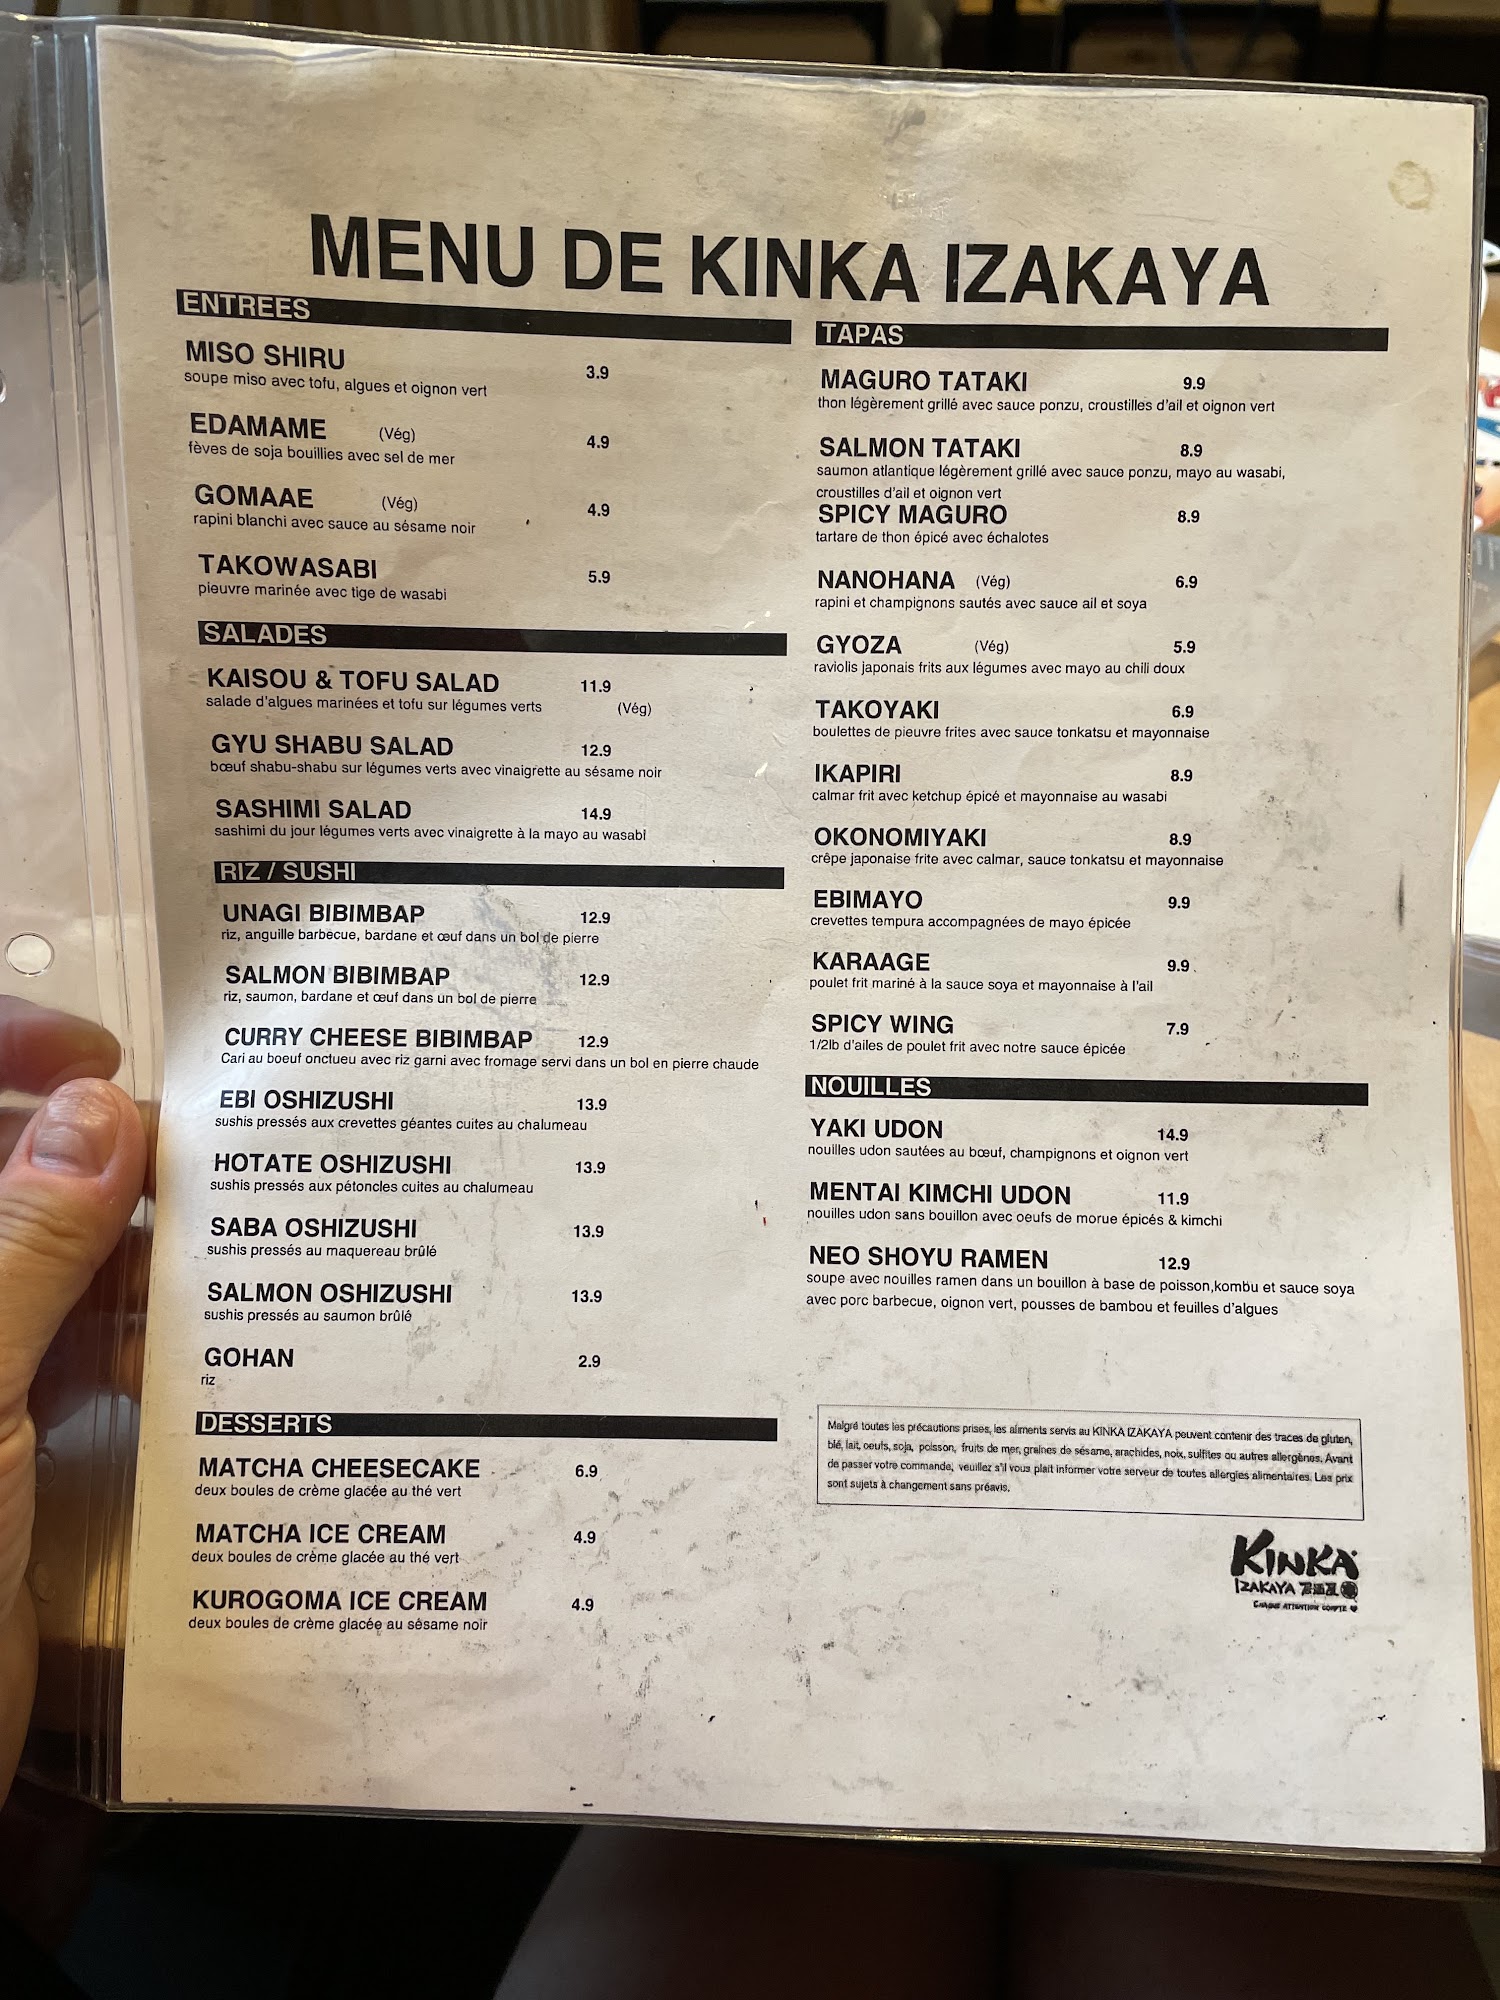 MENU DE KINKA IZAKAYA
ENTREES
MISO SHIRU 3.9
soupe miso avec tofu, algues et oignon vert
EDAMAME (Vég) 4.9
fèves de soja bouillies avec sel de mer
GOMAAE (Vég) 4.9
rapini blanchi avec sauce au sésame noir
TAKOWASABI 5.9
pieuvre marinée avec tige de wasabi
SALADES
KAISOU & TOFU SALAD 11.9
salade d'algues marinées et tofu sur légumes verts (Vég)
GYU SHABU SALAD 12.9
bœuf shabu-shabu sur légumes verts avec vinaigrette au sésame noir
SASHIMI SALAD 14.9
sashimi du jour légumes verts avec vinaigrette à la mayo au wasabi
RIZ / SUSHI
UNAGI BIBIMBAP 12.9
riz, anguille barbecue, bardane et œuf dans un bol de pierre
SALMON BIBIMBAP 12.9
riz, saumon, bardane et œuf dans un bol de pierre
CURRY CHEESE BIBIMBAP 12.9
Cari au boeuf onctueu avec riz garni avec fromage servi dans un bol en pierre chaude
EBI OSHIZUSHI 13.9
sushis pressés aux crevettes géantes cuites au chalumeau
HOTATE OSHIZUSHI 13.9
sushis pressés aux pétoncles cuites au chalumeau
SABA OSHIZUSHI 13.9
sushis pressés au maquereau brûlé
SALMON OSHIZUSHI 13.9
sushis pressés au saumon brûlé
GOHAN 2.9
riz
DESSERTS
MATCHA CHEESECAKE 6.9
deux boules de crème glacée au thé vert
MATCHA ICE CREAM 4.9
deux boules de crème glacée au thé vert
KUROGOMA ICE CREAM 4.9
deux boules de crème glacée au sésame noir
TAPAS
MAGURO TATAKI 9.9
thon légèrement grillé avec sauce ponzu, croustilles d'ail et oignon vert
SALMON TATAKI 8.9
saumon atlantique légèrement grillé avec sauce ponzu, mayo au wasabi,
croustilles d'ail et oignon vert
SPICY MAGURO 8.9
tartare de thon épicé avec échalotes
NANOHANA (Vég) 6.9
rapini et champignons sautés avec sauce ail et soya
GYOZA (Vég) 5.9
raviolis japonais frits aux légumes avec mayo au chili doux
TAKOYAKI 6.9
boulettes de pieuvre frites avec sauce tonkatsu et mayonnaise
IKAPIRI 8.9
calmar frit avec ketchup épicé et mayonnaise au wasabi
OKONOMIYAKI 8.9
crêpe japonaise frite avec calmar, sauce tonkatsu et mayonnaise
EBIMAYO 9.9
crevettes tempura accompagnées de mayo épicée
KARAAGE 9.9
poulet frit mariné à la sauce soya et mayonnaise à l'ail
SPICY WING 7.9
1/2lb d'ailes de poulet frit avec notre sauce épicée
NOUILLES
YAKI UDON 14.9
nouilles udon sautées au bœuf, champignons et oignon vert
MENTAI KIMCHI UDON 11.9
nouilles udon sans bouillon avec oeufs de morue épicés & kimchi
NEO SHOYU RAMEN 12.9
soupe avec nouilles ramen dans un bouillon à base de poisson,kombu et sauce soya
avec porc barbecue, oignon vert, pousses de bambou et feuilles d'algues
Malgré toutes les précautions prises, les aliments servis au KINKA IZAKAYA peuvent contenir des traces de gluten,
blé, lait, oeufs, soja, poisson, fruits de mer, graines de sésame, arachides, noix, sulfites ou autres allergènes. Avant
de passer votre commande, veuillez s'il vous plaît informer votre serveur de toutes allergies alimentaires. Les prix
sont sujets à changement sans préavis.
KINKA
IZAKAYA 居酒屋
CHAQUE ATTENTION COMPTE